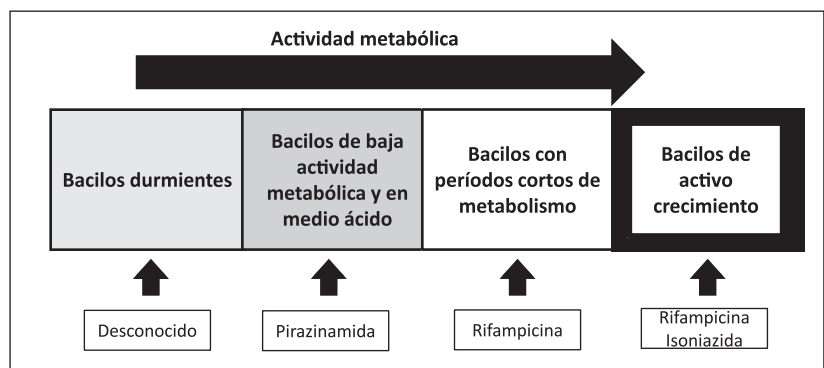 Actividad metabólica
Bacilos durmientes
Bacilos de baja
actividad
metabólica y en
medio ácido
Bacilos con
períodos cortos de
metabolismo
Bacilos de
activo
crecimiento
Desconocido
Pirazinamida
Rifampicina
Rifampicina
Isoniazida